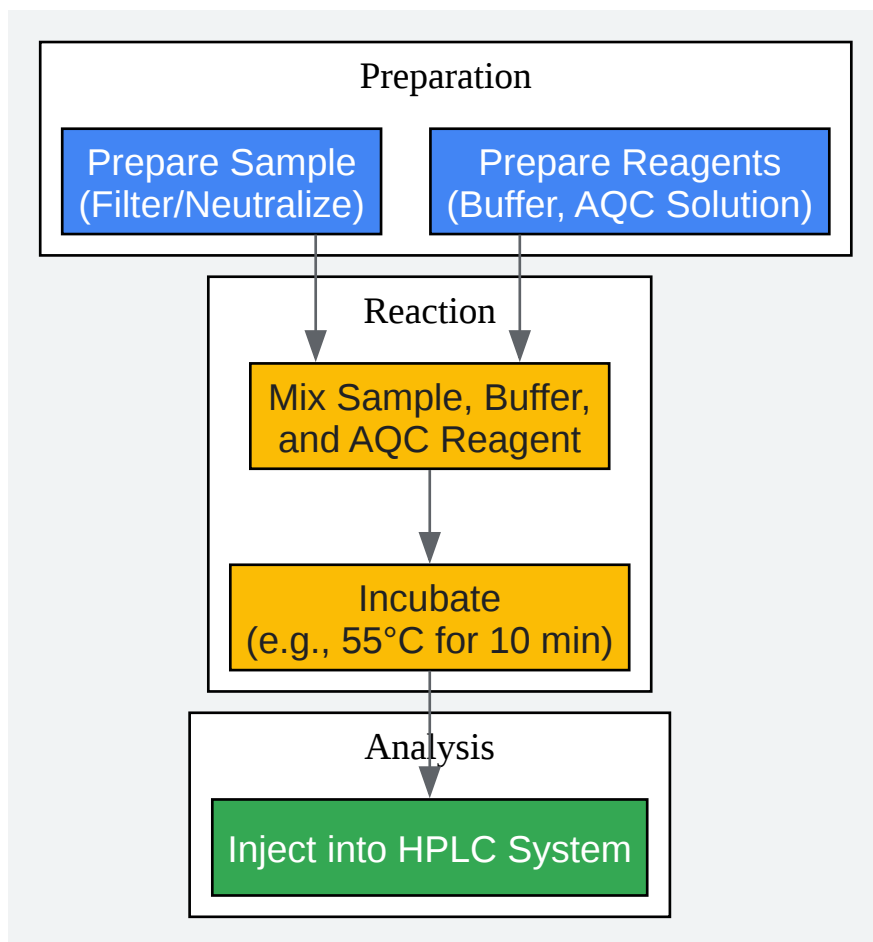 Preparation
Prepare Sample
(Filter/Neutralize)
Prepare Reagents
(Buffer, AQC Solution)
Reaction
Mix Sample, Buffer,
and AQC Reagent
Incubate
(e.g., 55°C for 10 min)
Analysis
Inject into HPLC System